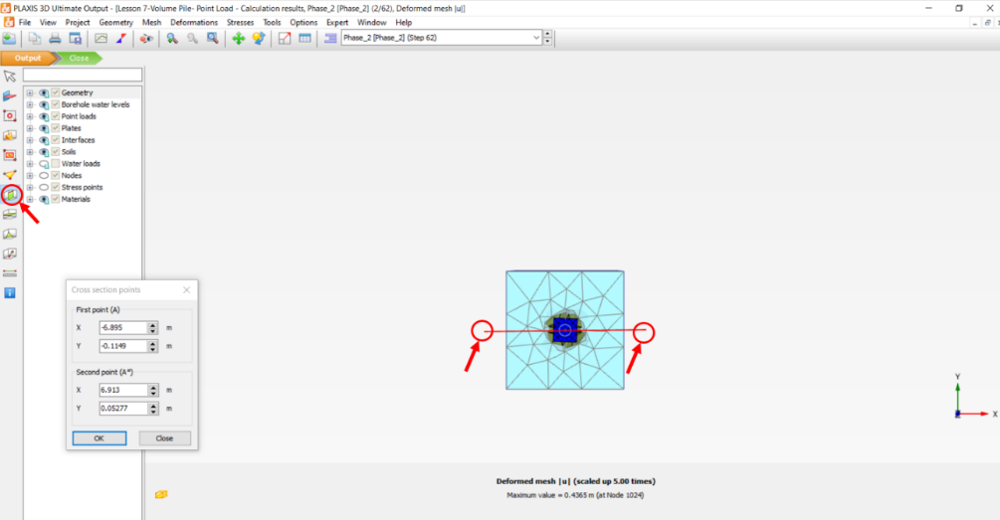 PLAXIS 3D Ultimate Output - [Lesson 7-Volume Pile- Point Load - Calculation results, Phase_2 [Phase_2] (2/62), Deformed mesh |u|]
File View Project Geometry Mesh Deformations Stresses Tools Options Expert Window Help
Phase_2 [Phase_2] (Step 62)
Output Close
Geometry
Borehole water levels
Point loads
Plates
Interfaces
Soils
Water loads
Nodes
Stress points
Materials
Cross section points
First point (A)
X -6.895 m
Y -0.1149 m
Second point (A*)
X 6.913 m
Y 0.05277 m
OK Close
Y
X
Z
Deformed mesh |u| (scaled up 5.00 times)
Maximum value = 0.4365 m (at Node 1024)